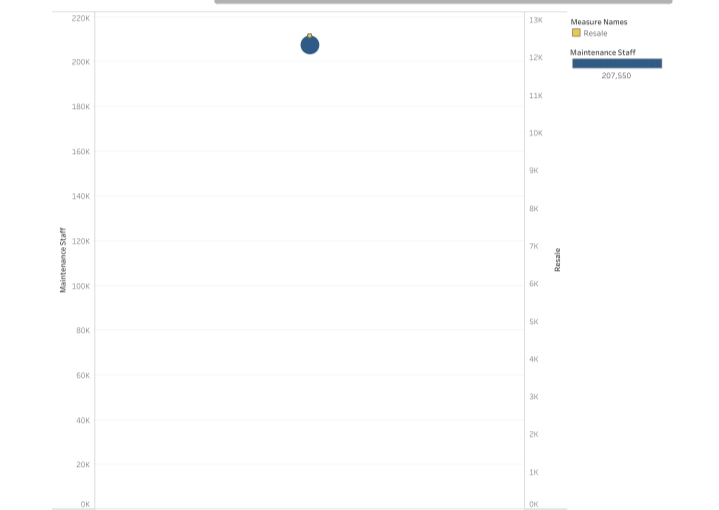 220K
200K
180K
160K
140K
120K
100K
80K
60K
40K
20K
0K
Maintenance Staff
13K
12K
11K
10K
9K
8K
7K
6K
5K
4K
3K
2K
1K
0K
Resale
Measure Names
Resale
Maintenance Staff
207,550